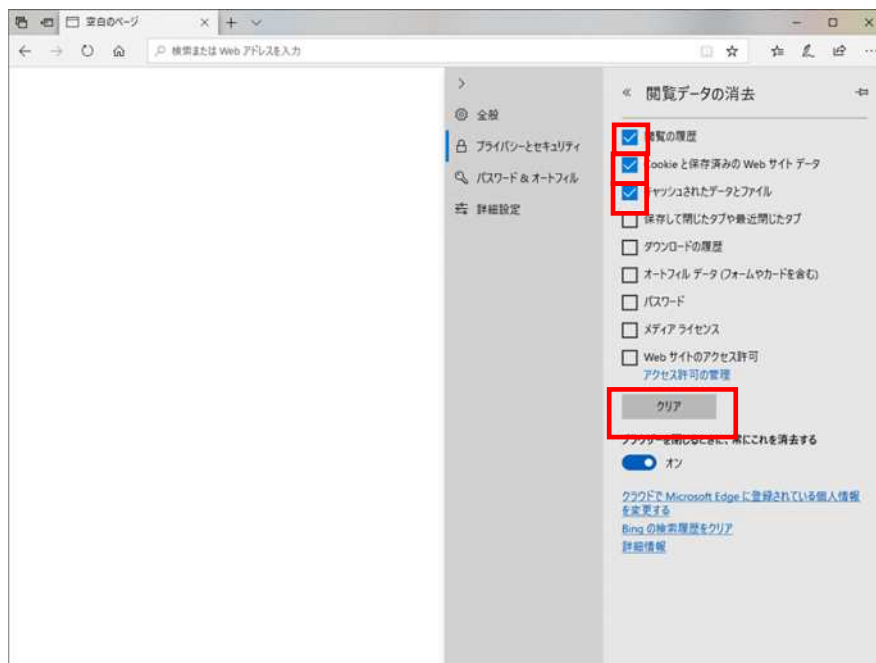 空白のページ
検索または Web アドレスを入力
全般
プライバシーとセキュリティ
パスワード & オートフィル
詳細設定
閲覧データの消去
閲覧の履歴
Cookie と保存済みの Web サイト データ
キャッシュされたデータとファイル
保存して閉じたタブや最近閉じたタブ
ダウンロードの履歴
オートフィル データ (フォームやカードを含む)
パスワード
メディア ライセンス
Web サイトのアクセス許可
アクセス許可の管理
クリア
ブラウザーを閉じるときに、常にこれを消去する
オン
クラウドで Microsoft Edge に登録されている個人情報
を変更する
Bing の検索履歴をクリア
詳細情報